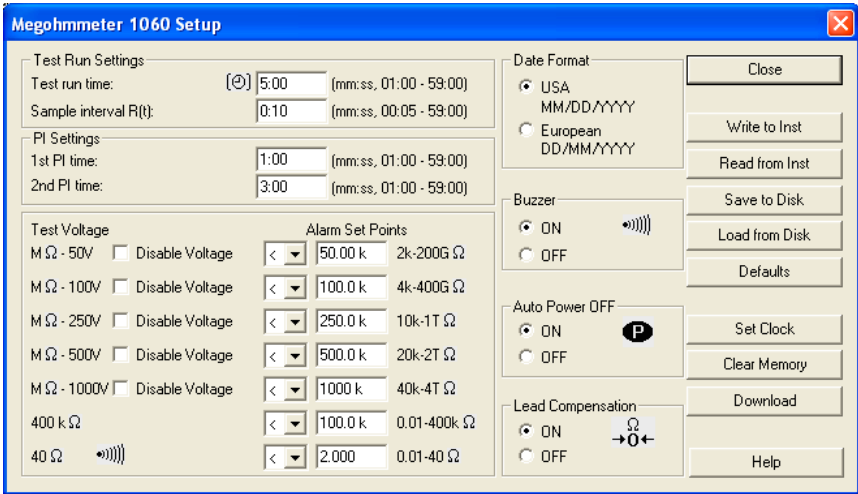 Megohmmeter 1060 Setup
Test Run Settings
Test run time: 5:00 (mm:ss, 01:00 - 59:00)
Sample interval R(t): 0:10 (mm:ss, 00:05 - 59:00)
PI Settings
1st PI time: 1:00 (mm:ss, 01:00 - 59:00)
2nd PI time: 3:00 (mm:ss, 01:00 - 59:00)
Test Voltage Alarm Set Points
M Ω - 50V Disable Voltage < 50.00 k 2k-200G Ω
M Ω - 100V Disable Voltage < 100.0 k 4k-400G Ω
M Ω - 250V Disable Voltage < 250.0 k 10k-1T Ω
M Ω - 500V Disable Voltage < 500.0 k 20k-2T Ω
M Ω - 1000V Disable Voltage < 1000 k 40k-4T Ω
400 k Ω < 100.0 k 0.01-400k Ω
40 Ω < 2.000 0.01-40 Ω
Date Format
USA
MM/DD/YYYY
European
DD/MM/YYYY
Buzzer
ON
OFF
Auto Power OFF
ON
P
OFF
Lead Compensation
ON
Ω
→0←
OFF
Close
Write to Inst
Read from Inst
Save to Disk
Load from Disk
Defaults
Set Clock
Clear Memory
Download
Help